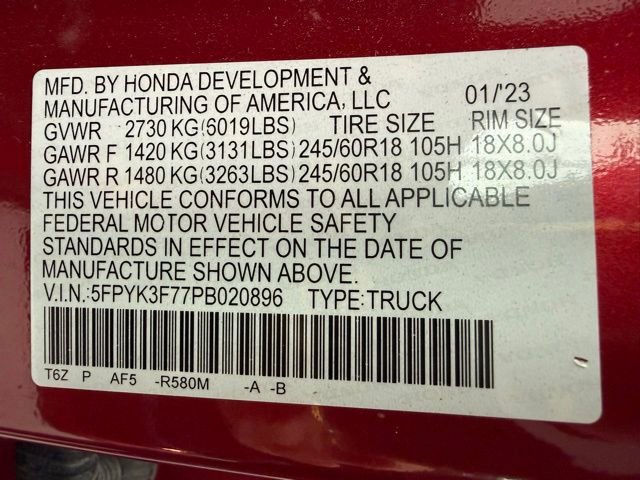 MFD. BY HONDA DEVELOPMENT &
MANUFACTURING OF AMERICA, LLC 01/'23
GVWR 2730 KG(6019LBS) TIRE SIZE RIM SIZE
GAWR F 1420 KG(3131LBS) 245/60R18 105H 18X8.0J
GAWR R 1480 KG(3263LBS) 245/60R18 105H 18X8.0J
THIS VEHICLE CONFORMS TO ALL APPLICABLE
FEDERAL MOTOR VEHICLE SAFETY
STANDARDS IN EFFECT ON THE DATE OF
MANUFACTURE SHOWN ABOVE.
V.I.N.:5FPYK3F77PB020896 TYPE:TRUCK
T6Z P AF5 -R580M -A -B